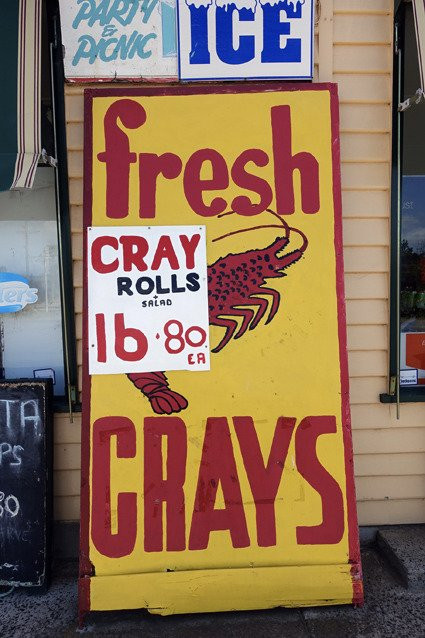 PARTY
&
PICNIC
ICE
fresh
CRAY
ROLLS
+
SALAD
16.80
EA
CRAYS